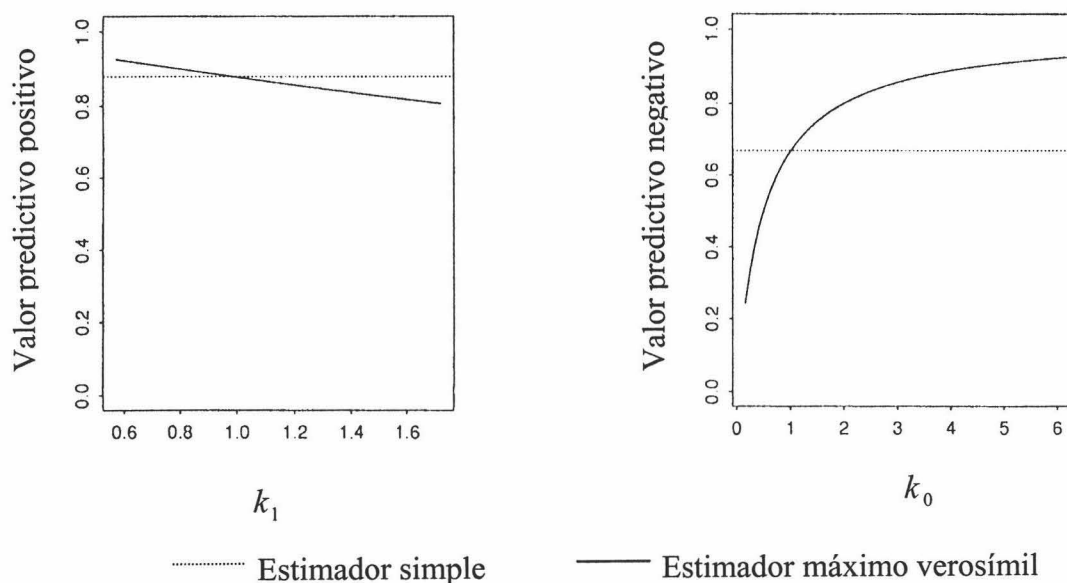 Valor predictivo positivo
1.0
0.8
0.6
0.4
0.2
0.0
0.6 0.8 1.0 1.2 1.4 1.6
k1
Valor predictivo negativo
1.0
0.8
0.6
0.4
0.2
0.0
0 1 2 3 4 5 6
k0
Estimador simple
Estimador máximo verosímil